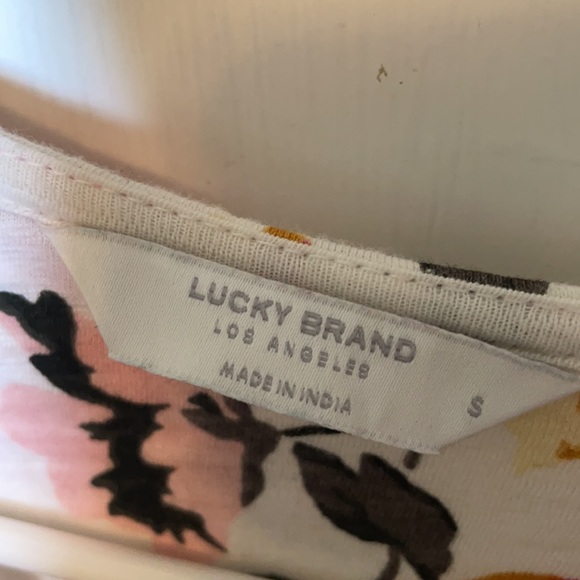 LUCKY BRAND
LOS ANGELES
MADE IN INDIA
S